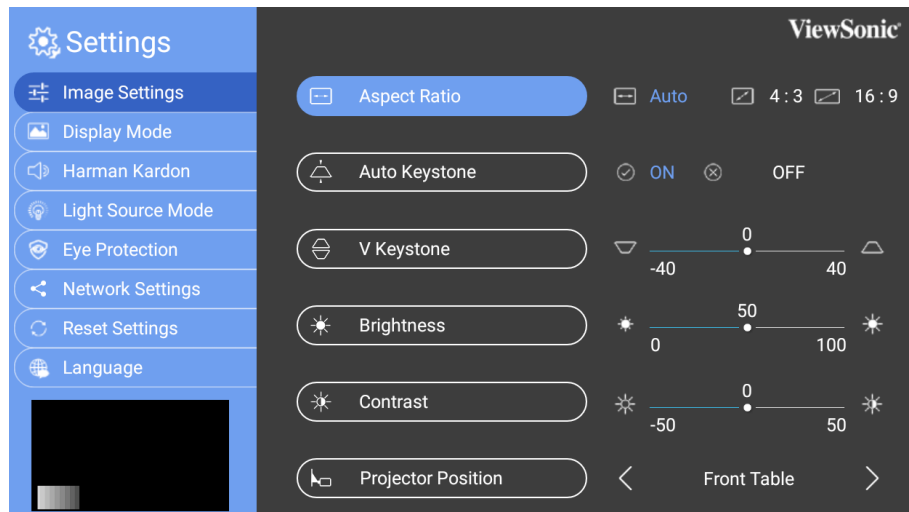 Settings
ViewSonic®
Image Settings
Display Mode
Harman Kardon
Light Source Mode
Eye Protection
Network Settings
Reset Settings
Language
Aspect Ratio
Auto 4:3 16:9
Auto Keystone
ON OFF
V Keystone
0
-40 40
Brightness
50
0 100
Contrast
0
-50 50
Projector Position
Front Table